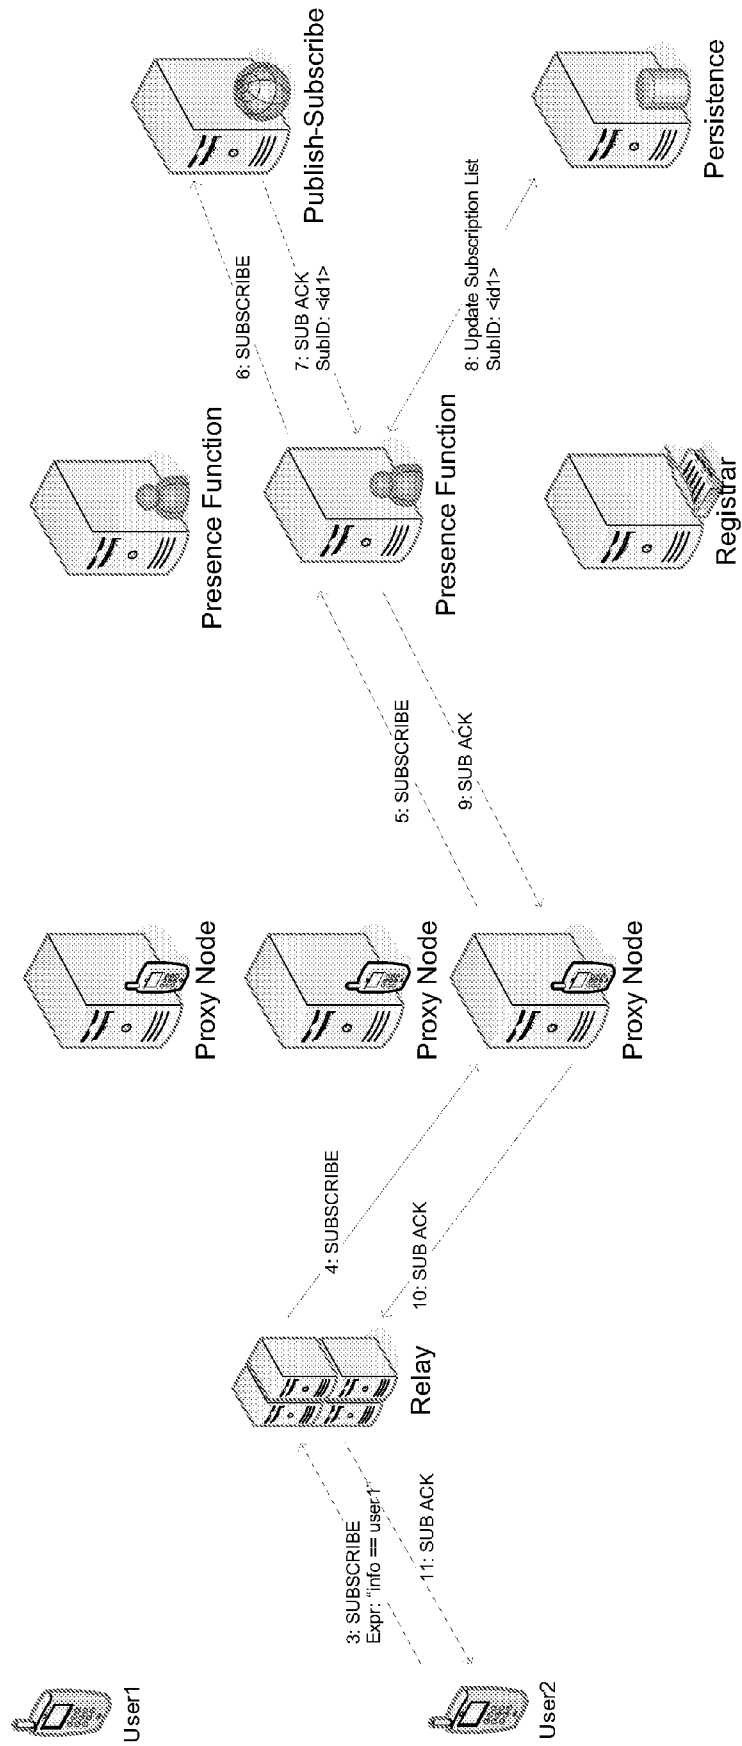 User1
User2
3: SUBSCRIBE
Expr: “info == user1”
11: SUB ACK
Relay
4: SUBSCRIBE
10: SUB ACK
Proxy Node
Proxy Node
Proxy Node
5: SUBSCRIBE
9: SUB ACK
Presence Function
Presence Function
Registrar
6: SUBSCRIBE
7: SUB ACK
SubID: <id1>
8: Update Subscription List
SubID: <id1>
Publish-Subscribe
Persistence